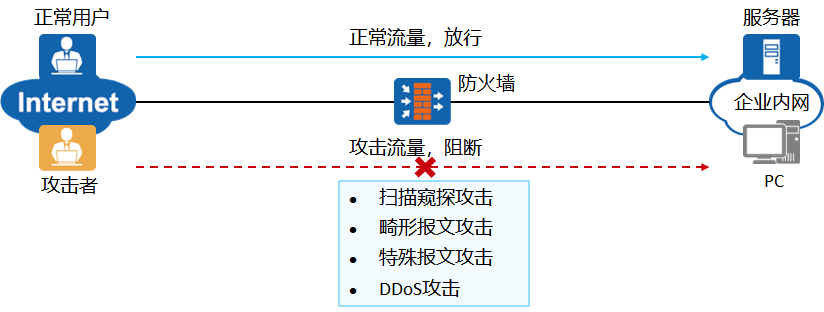 正常用户
服务器
正常流量，放行
Internet
防火墙
企业内网
攻击流量，阻断
攻击者
PC
● 扫描窥探攻击
● 畸形报文攻击
● 特殊报文攻击
● DDoS攻击